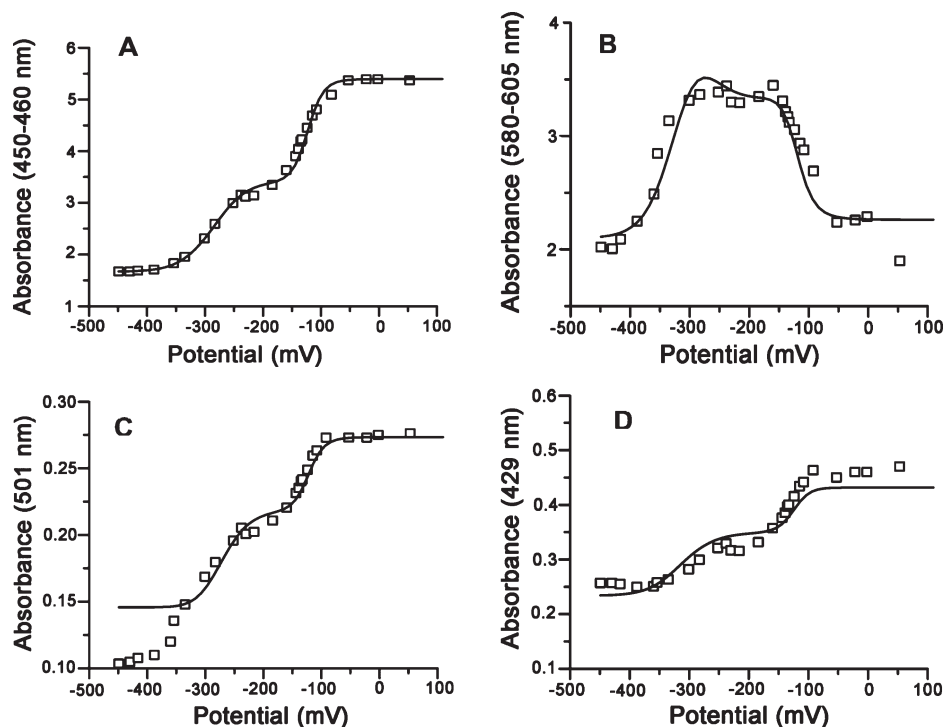 A
Absorbance (450-460 nm)
6
5
4
3
2
1
-500 -400 -300 -200 -100 0 100
Potential (mV)
B
Absorbance (580-605 nm)
4
3
2
-500 -400 -300 -200 -100 0 100
Potential (mV)
C
Absorbance (501 nm)
0.30
0.25
0.20
0.15
0.10
-500 -400 -300 -200 -100 0 100
Potential (mV)
D
Absorbance (429 nm)
0.6
0.5
0.4
0.3
0.2
0.1
-500 -400 -300 -200 -100 0 100
Potential (mV)